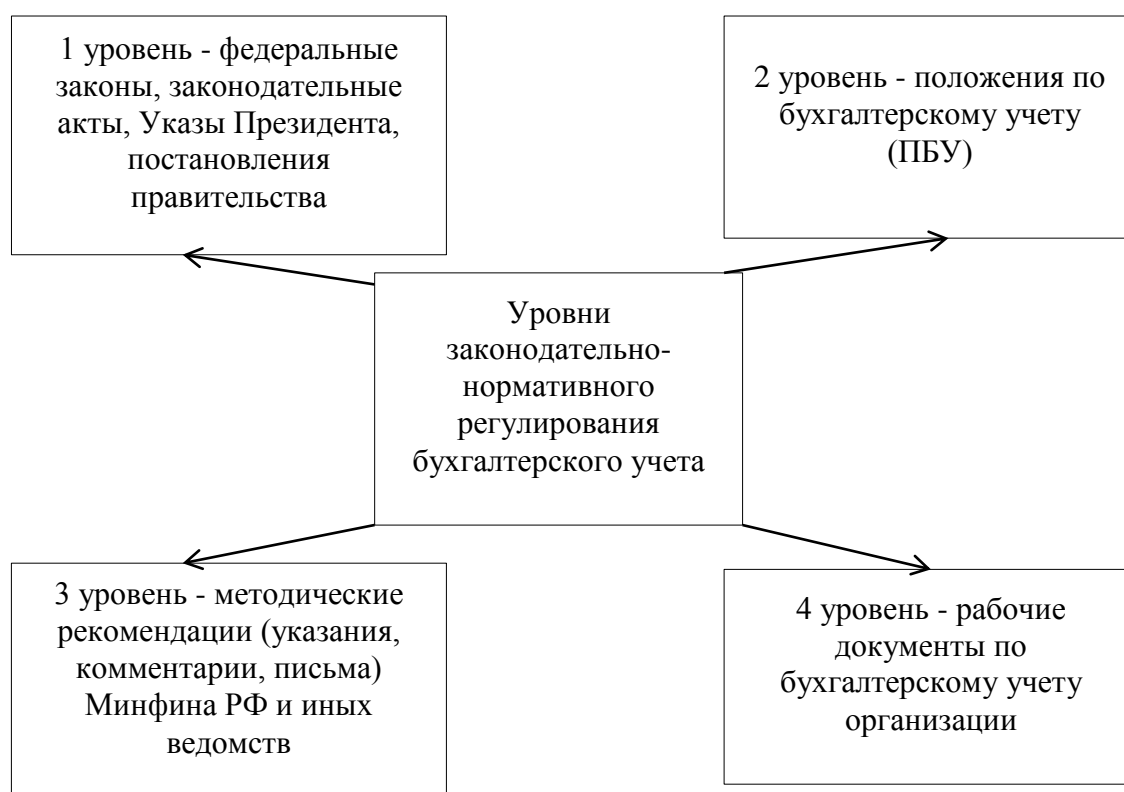 1 уровень - федеральные
законы, законодательные
акты, Указы Президента,
постановления
правительства
2 уровень - положения по
бухгалтерскому учету
(ПБУ)
Уровни
законодательно-
нормативного
регулирования
бухгалтерского учета
3 уровень - методические
рекомендации (указания,
комментарии, письма)
Минфина РФ и иных
ведомств
4 уровень - рабочие
документы по
бухгалтерскому учету
организации